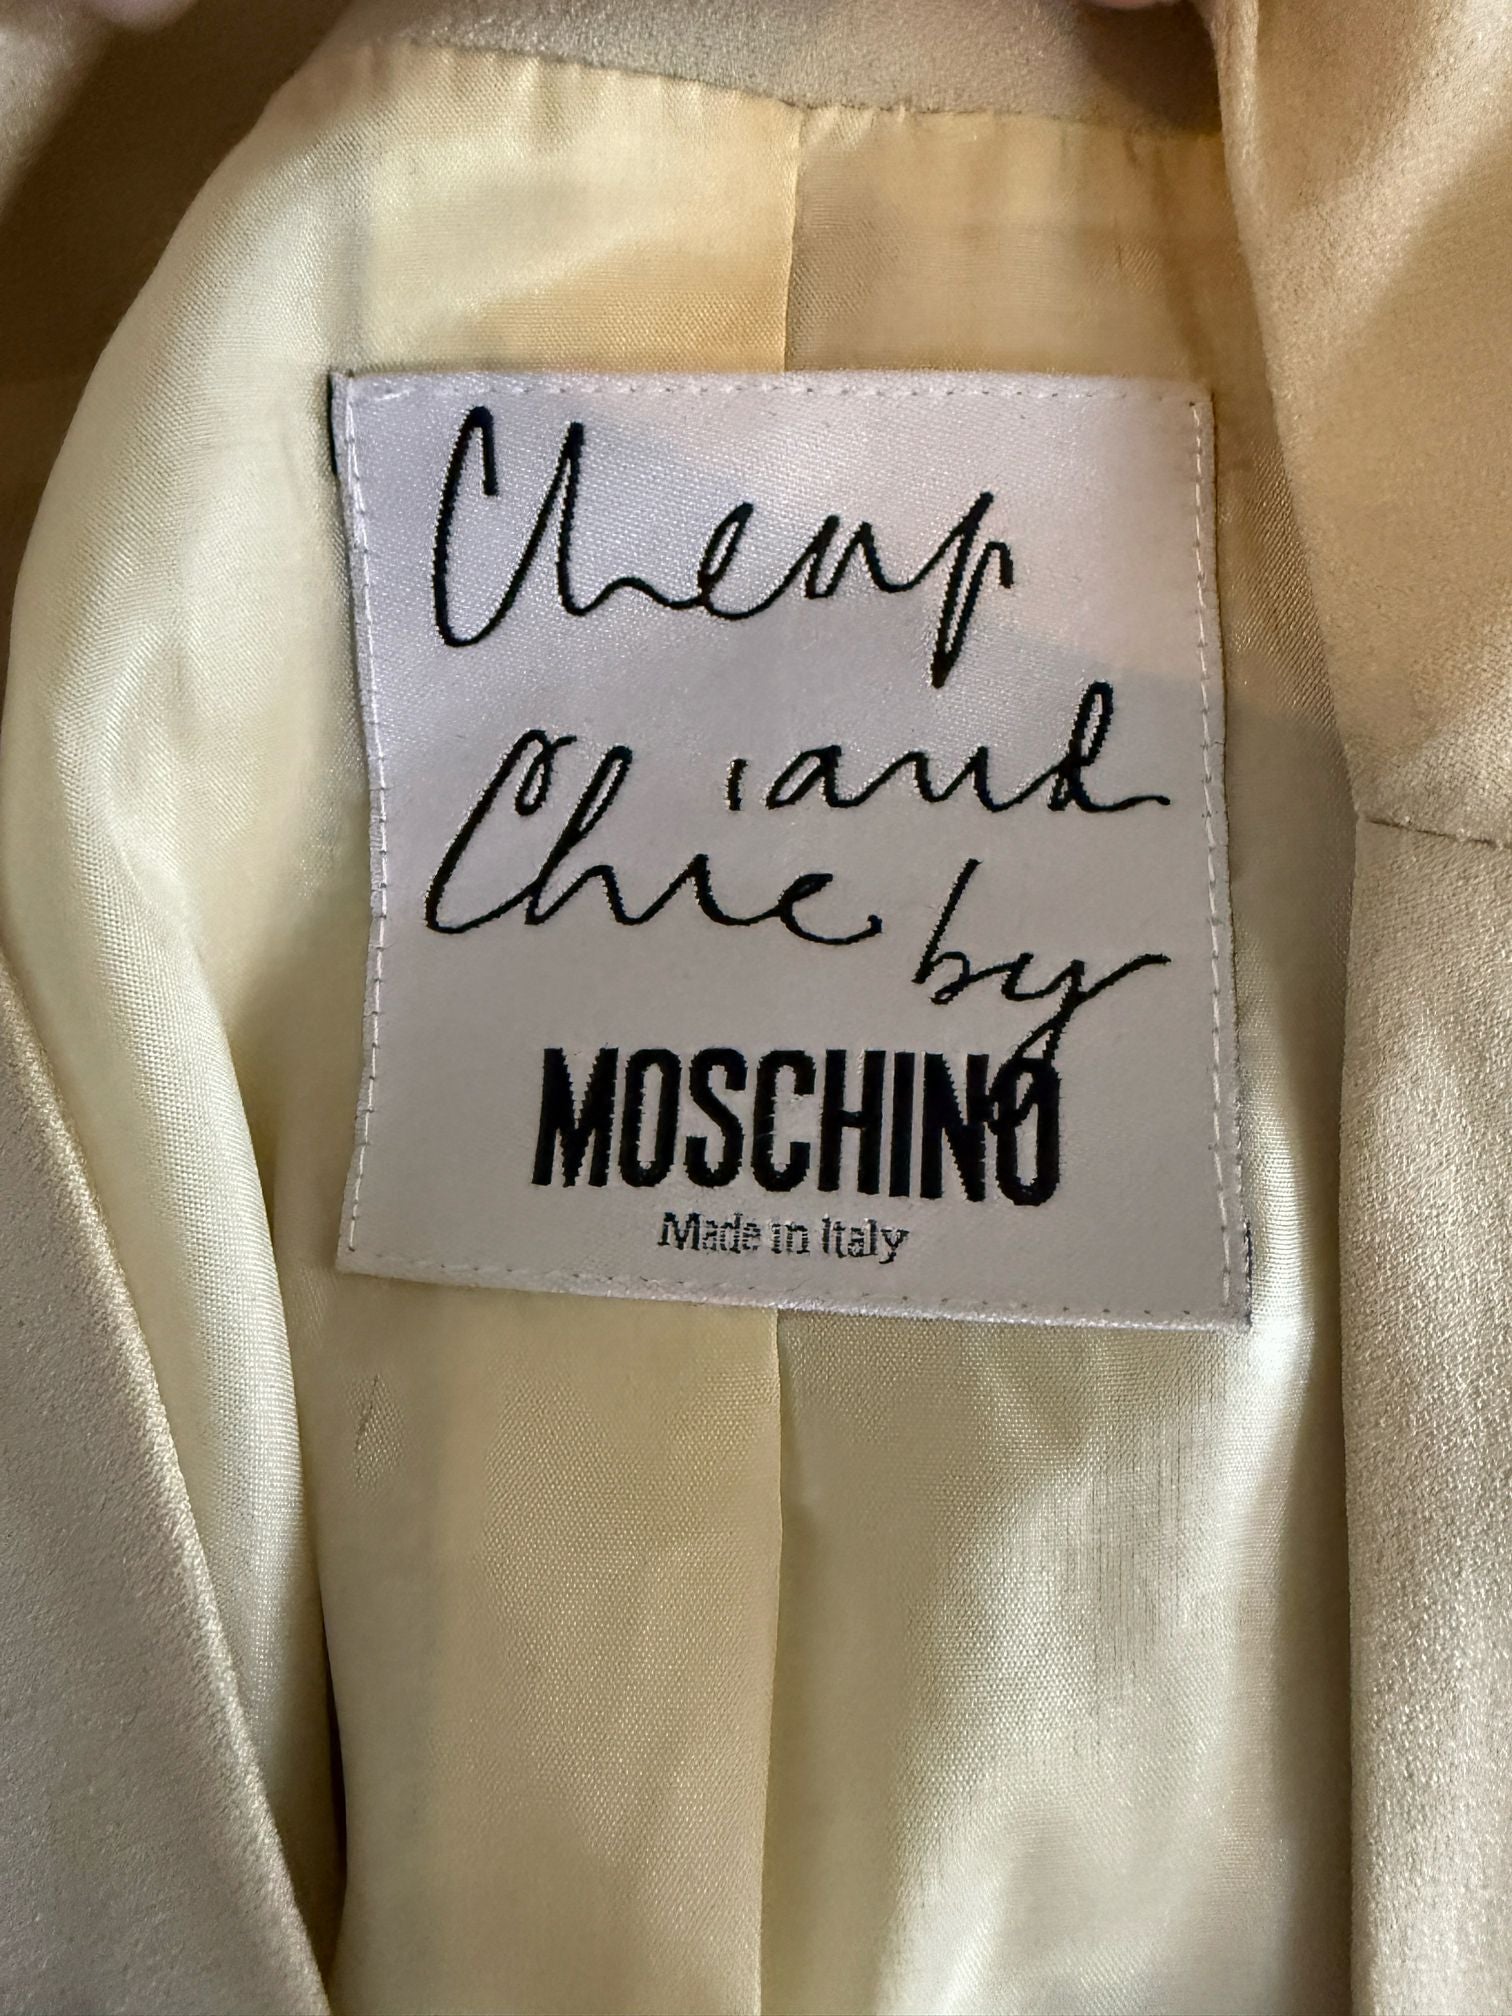 Cheap
and
Chic by
MOSCHINO
Made in Italy